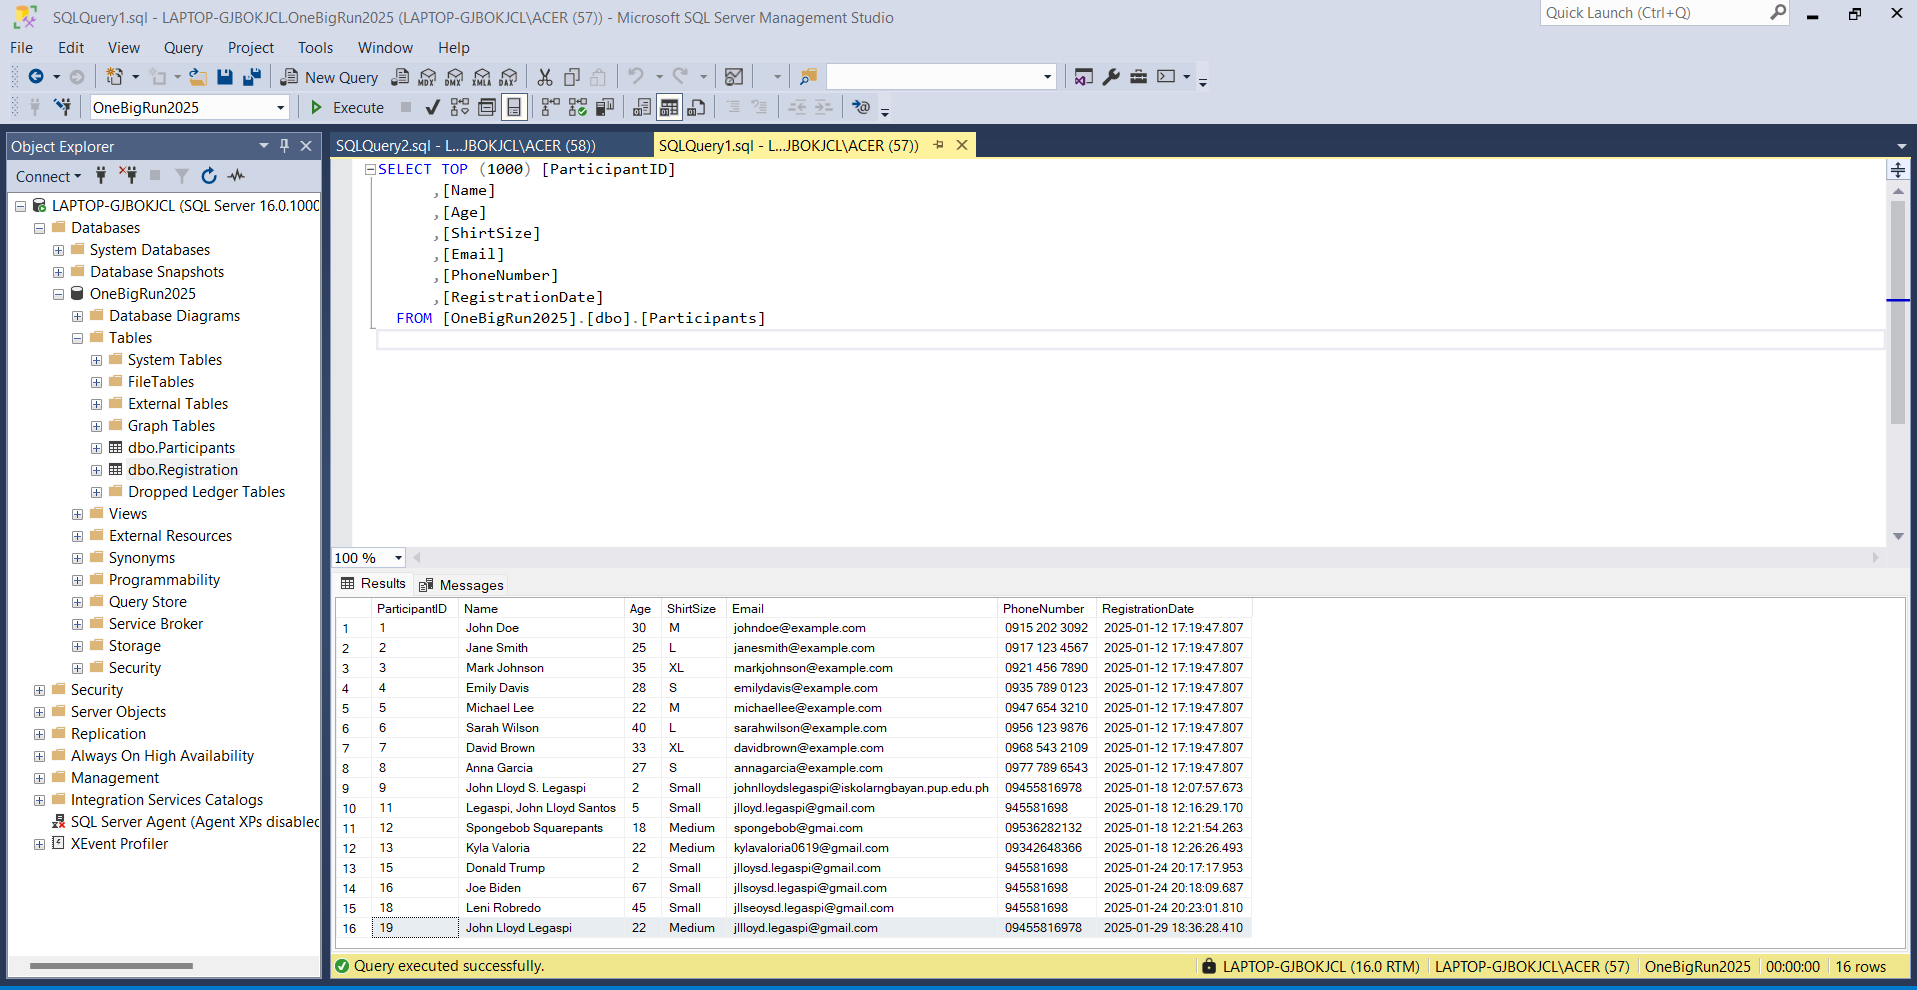 SQLQuery1.sql - LAPTOP-GJBOKJCL.OneBigRun2025 (LAPTOP-GJBOKJCL\ACER (57)) - Microsoft SQL Server Management Studio
Quick Launch (Ctrl+Q)
File Edit View Query Project Tools Window Help
New Query MDX DMX XMLA DAX
OneBigRun2025 Execute
Object Explorer
Connect
LAPTOP-GJBOKJCL (SQL Server 16.0.1000
Databases
System Databases
Database Snapshots
OneBigRun2025
Database Diagrams
Tables
System Tables
FileTables
External Tables
Graph Tables
dbo.Participants
dbo.Registration
Dropped Ledger Tables
Views
External Resources
Synonyms
Programmability
Query Store
Service Broker
Storage
Security
Security
Server Objects
Replication
Always On High Availability
Management
Integration Services Catalogs
SQL Server Agent (Agent XPs disabled
XEvent Profiler
SQLQuery2.sql - L...JBOKJCL\ACER (58)) SQLQuery1.sql - L...JBOKJCL\ACER (57))
SELECT TOP (1000) [ParticipantID]
,[Name]
,[Age]
,[ShirtSize]
,[Email]
,[PhoneNumber]
,[RegistrationDate]
FROM [OneBigRun2025].[dbo].[Participants]
100 %
Results Messages
ParticipantID Name Age ShirtSize Email PhoneNumber RegistrationDate
1 1 John Doe 30 M johndoe@example.com 0915 202 3092 2025-01-12 17:19:47.807
2 2 Jane Smith 25 L janesmith@example.com 0917 123 4567 2025-01-12 17:19:47.807
3 3 Mark Johnson 35 XL markjohnson@example.com 0921 456 7890 2025-01-12 17:19:47.807
4 4 Emily Davis 28 S emilydavis@example.com 0935 789 0123 2025-01-12 17:19:47.807
5 5 Michael Lee 22 M michaellee@example.com 0947 654 3210 2025-01-12 17:19:47.807
6 6 Sarah Wilson 40 L sarahwilson@example.com 0956 123 9876 2025-01-12 17:19:47.807
7 7 David Brown 33 XL davidbrown@example.com 0968 543 2109 2025-01-12 17:19:47.807
8 8 Anna Garcia 27 S annagarcia@example.com 0977 789 6543 2025-01-12 17:19:47.807
9 9 John Lloyd S. Legaspi 2 Small johnlloydslegaspi@iskolarngbayan.pup.edu.ph 09455816978 2025-01-18 12:07:57.673
10 11 Legaspi, John Lloyd Santos 5 Small jlloyd.legaspi@gmail.com 945581698 2025-01-18 12:16:29.170
11 12 Spongebob Squarepants 18 Medium spongebob@gmai.com 09536282132 2025-01-18 12:21:54.263
12 13 Kyla Valoria 22 Medium kylavaloria0619@gmail.com 09342648366 2025-01-18 12:26:26.493
13 15 Donald Trump 2 Small jlloysd.legaspi@gmail.com 945581698 2025-01-24 20:17:17.953
14 16 Joe Biden 67 Small jllsoysd.legaspi@gmail.com 945581698 2025-01-24 20:18:09.687
15 18 Leni Robredo 45 Small jllseoysd.legaspi@gmail.com 945581698 2025-01-24 20:23:01.810
16 19 John Lloyd Legaspi 22 Medium jllloyd.legaspi@gmail.com 09455816978 2025-01-29 18:36:28.410
Query executed successfully. LAPTOP-GJBOKJCL (16.0 RTM) LAPTOP-GJBOKJCL\ACER (57) OneBigRun2025 00:00:00 16 rows